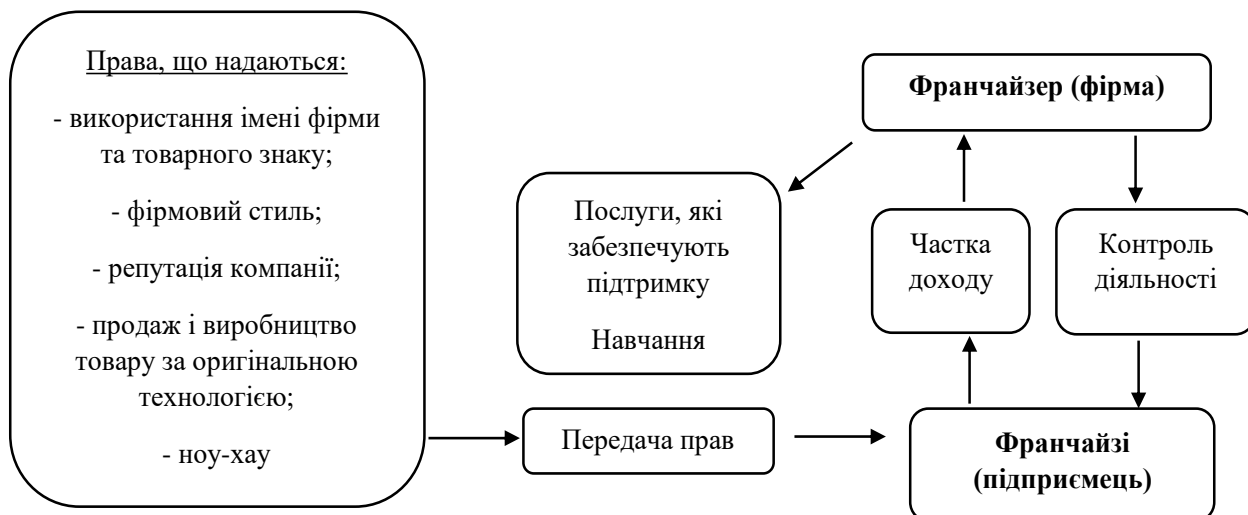 Права, що надаються:
- використання імені фірми
та товарного знаку;
- фірмовий стиль;
- репутація компанії;
- продаж і виробництво
товару за оригінальною
технологією;
- ноу-хау
Послуги, які
забезпечують
підтримку
Навчання
Передача прав
Франчайзер (фірма)
Частка
доходу
Контроль
діяльності
Франчайзі
(підприємець)